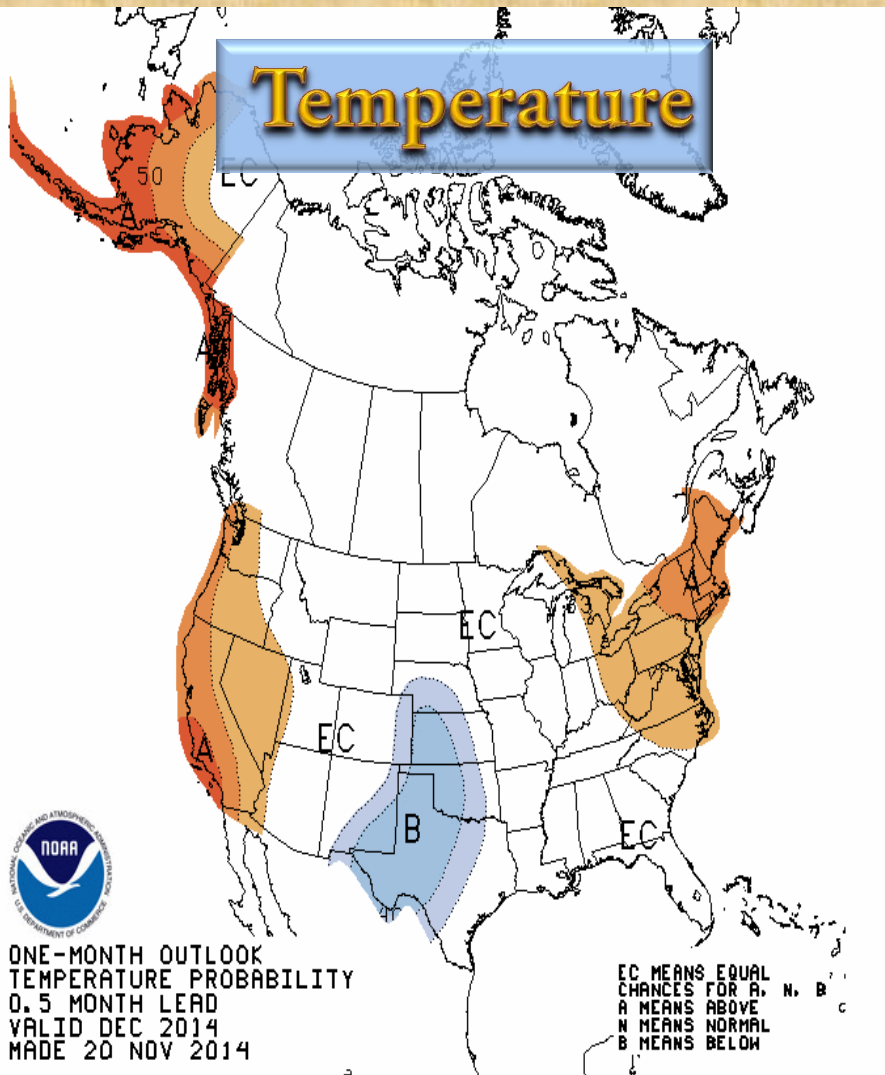 Temperature
50
EC
A
A
A
EC
A
EC
B
EC
NATIONAL OCEANIC AND ATMOSPHERIC ADMINISTRATION
NOAA
U.S. DEPARTMENT OF COMMERCE
ONE-MONTH OUTLOOK
TEMPERATURE PROBABILITY
0.5 MONTH LEAD
VALID DEC 2014
MADE 20 NOV 2014
EC MEANS EQUAL
CHANCES FOR A, N, B
A MEANS ABOVE
N MEANS NORMAL
B MEANS BELOW